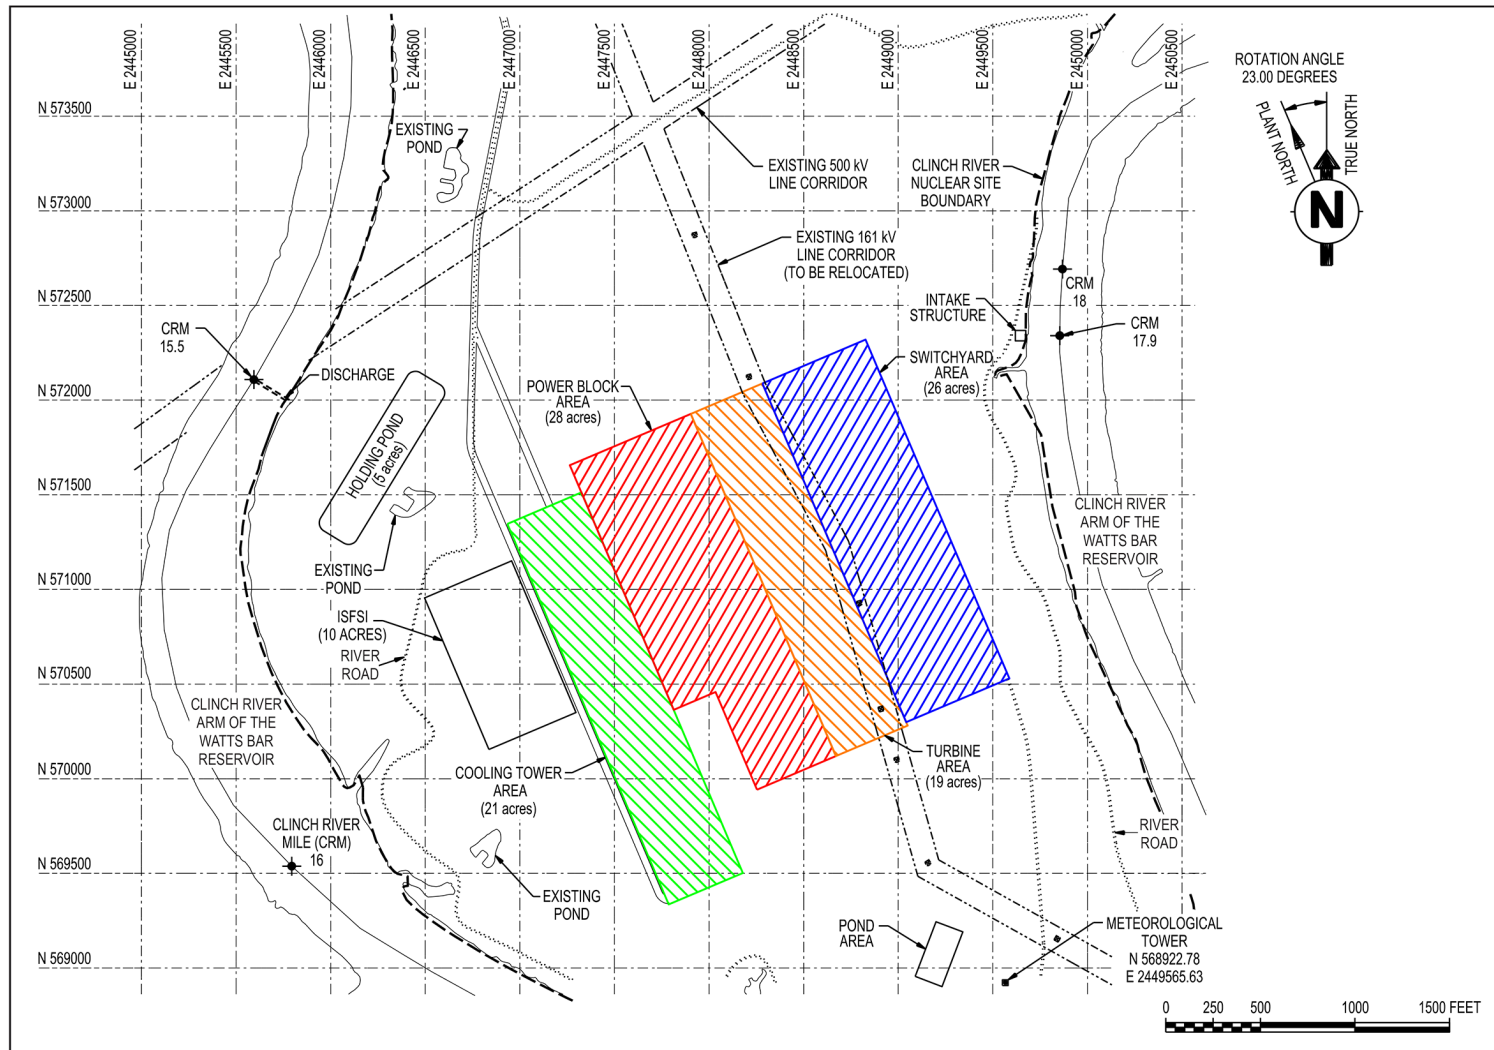 E 2445000
E 2445500
E 2446000
E 2446500
E 2447000
E 2447500
E 2448000
E 2448500
E 2449000
E 2449500
E 2450000
E 2450500
ROTATION ANGLE
23.00 DEGREES
PLANT NORTH
TRUE NORTH
N
N 573500
N 573000
N 572500
N 572000
N 571500
N 571000
N 570500
N 570000
N 569500
N 569000
EXISTING
POND
EXISTING 500 kV
LINE CORRIDOR
CLINCH RIVER
NUCLEAR SITE
BOUNDARY
EXISTING 161 kV
LINE CORRIDOR
(TO BE RELOCATED)
CRM
18
INTAKE
STRUCTURE
CRM
17.9
CRM
15.5
DISCHARGE
SWITCHYARD
AREA
(26 acres)
POWER BLOCK
AREA
(28 acres)
HOLDING POND
(5 acres)
CLINCH RIVER
ARM OF THE
WATTS BAR
RESERVOIR
EXISTING
POND
ISFSI
(10 ACRES)
RIVER
ROAD
CLINCH RIVER
ARM OF THE
WATTS BAR
RESERVOIR
COOLING TOWER
AREA
(21 acres)
TURBINE
AREA
(19 acres)
CLINCH RIVER
MILE (CRM)
16
RIVER
ROAD
EXISTING
POND
POND
AREA
METEOROLOGICAL
TOWER
N 568922.78
E 2449565.63
0 250 500 1000 1500 FEET